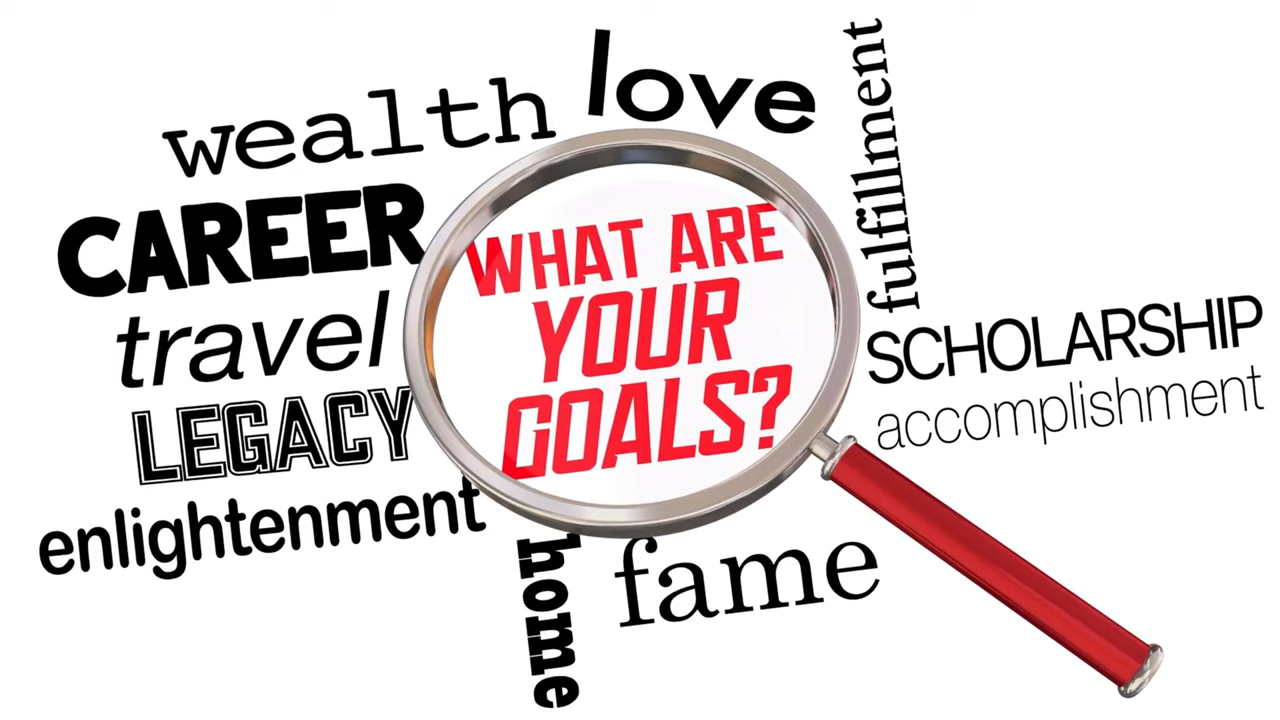 wealth
love
fulfillment
CAREER
travel
LEGACY
enlightenment
WHAT ARE
YOUR
GOALS?
SCHOLARSHIP
accomplishment
home
fame